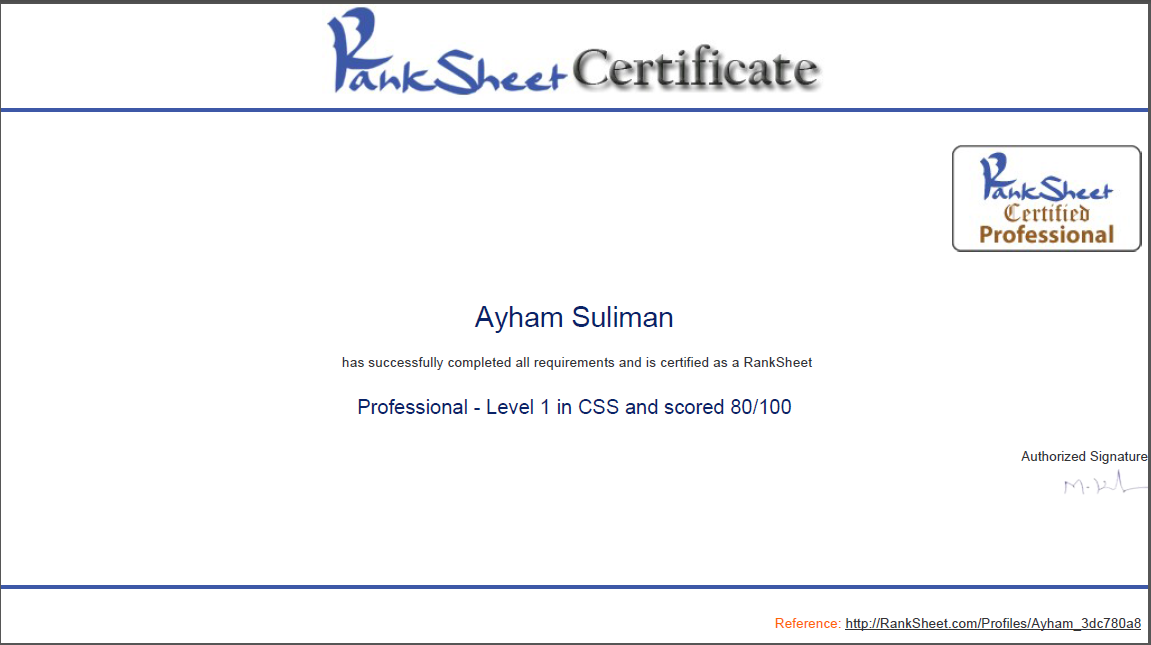 RankSheet Certificate
RankSheet
Certified
Professional
Ayham Suliman
has successfully completed all requirements and is certified as a RankSheet
Professional - Level 1 in CSS and scored 80/100
Authorized Signature
Reference: http://RankSheet.com/Profiles/Ayham_3dc780a8